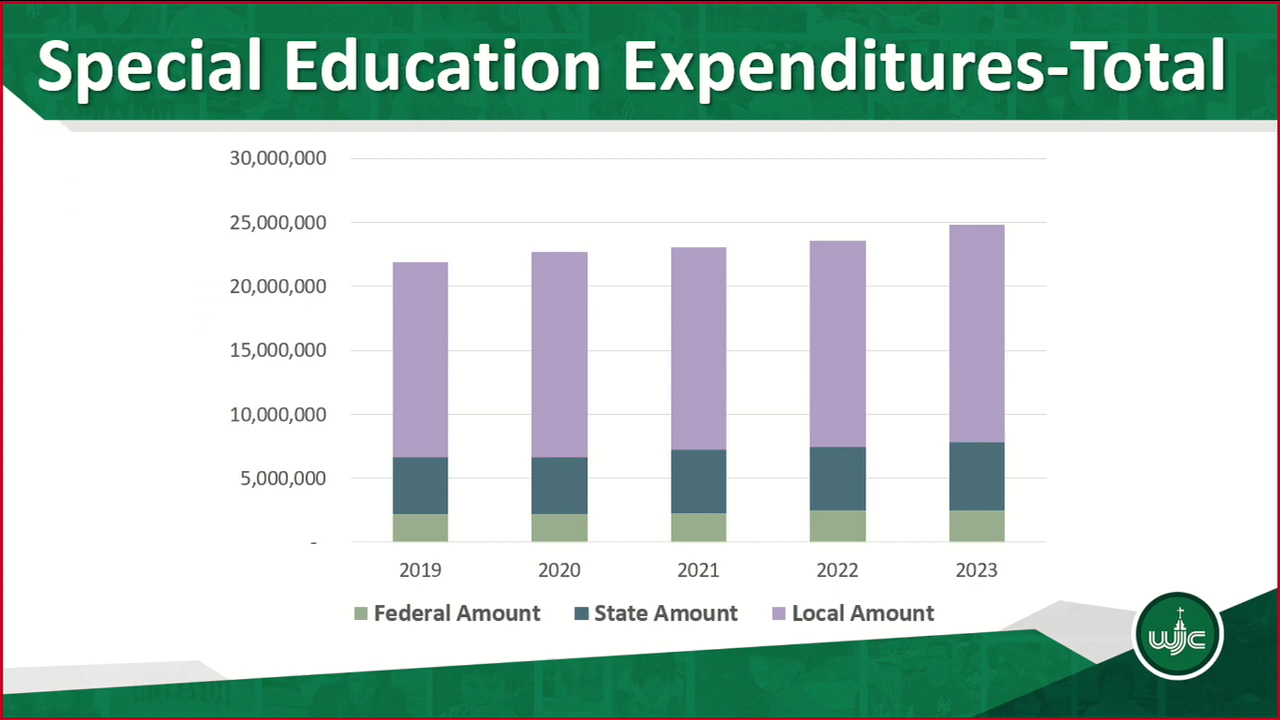 Special Education Expenditures-Total
30,000,000
25,000,000
20,000,000
15,000,000
10,000,000
5,000,000
-
2019 2020 2021 2022 2023
Federal Amount State Amount Local Amount
WJC